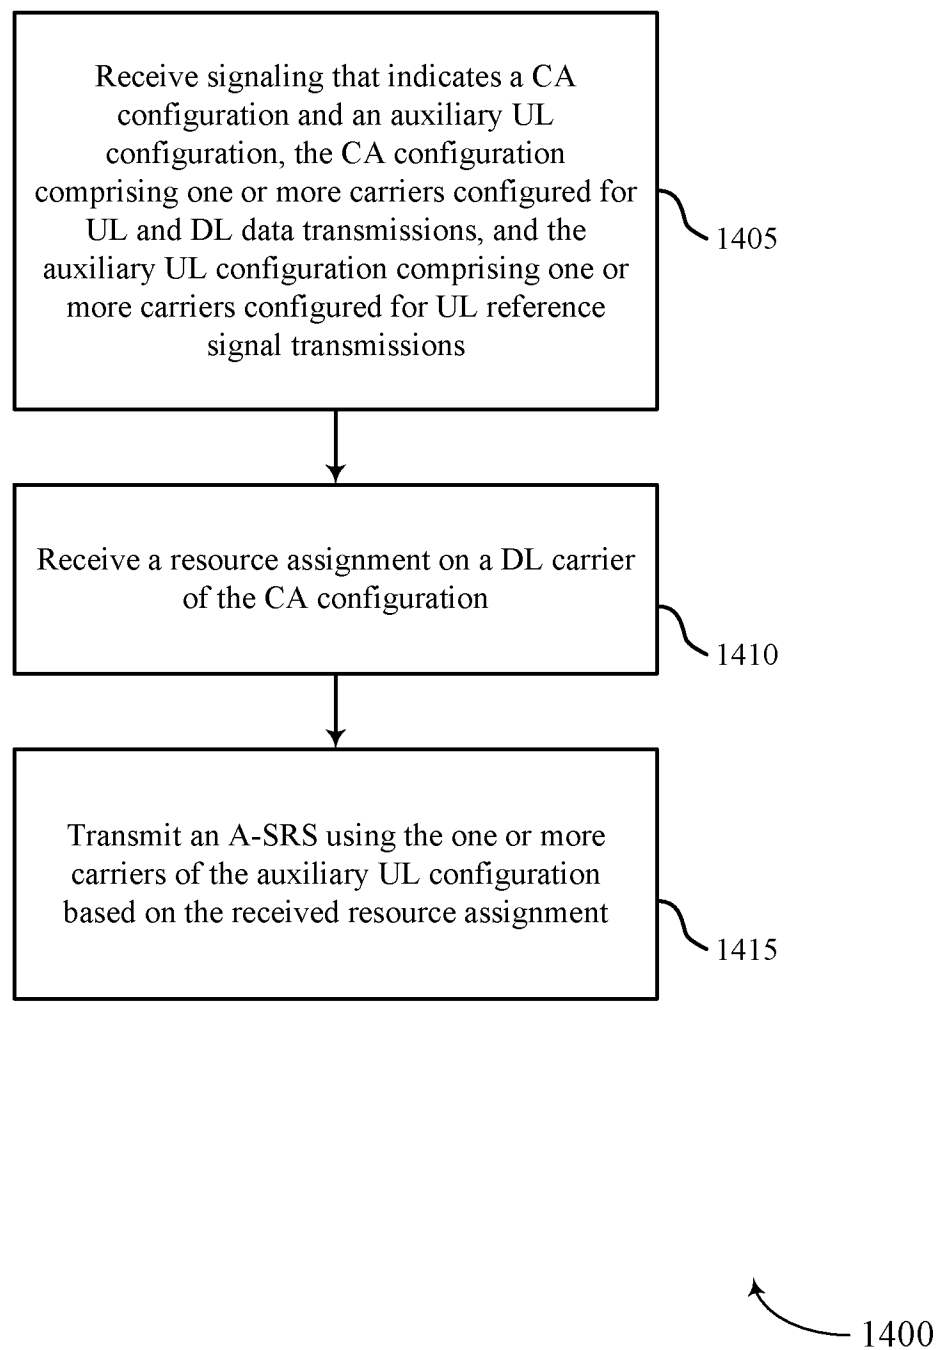 Receive signaling that indicates a CA
configuration and an auxiliary UL
configuration, the CA configuration
comprising one or more carriers configured for
UL and DL data transmissions, and the
auxiliary UL configuration comprising one or
more carriers configured for UL reference
signal transmissions
1405
Receive a resource assignment on a DL carrier
of the CA configuration
1410
Transmit an A-SRS using the one or more
carriers of the auxiliary UL configuration
based on the received resource assignment
1415
1400